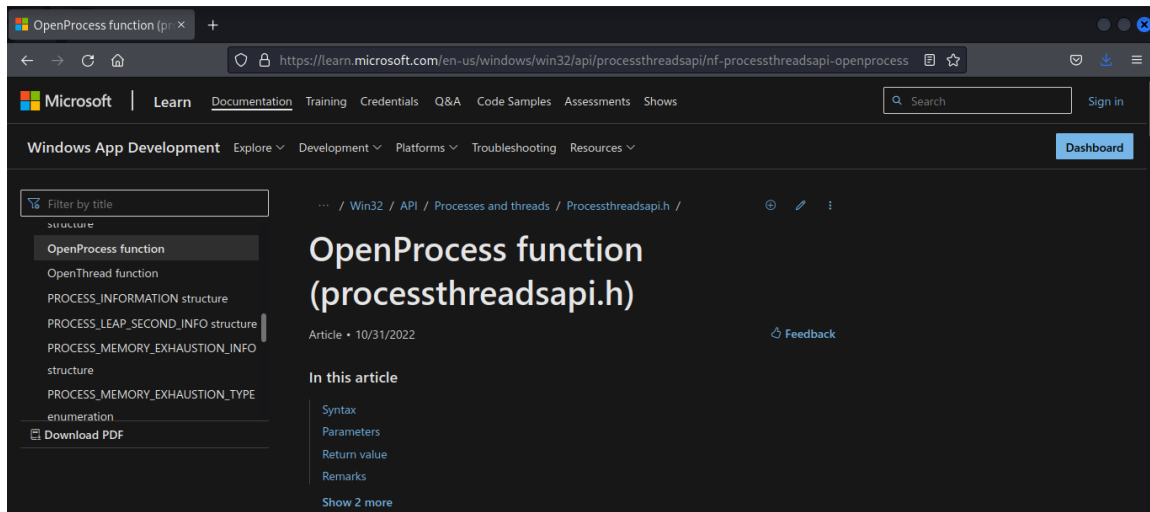 OpenProcess function (pr
https://learn.microsoft.com/en-us/windows/win32/api/processthreadsapi/nf-processthreadsapi-openprocess
Microsoft Learn Documentation Training Credentials Q&A Code Samples Assessments Shows Search Sign in
Windows App Development Explore Development Platforms Troubleshooting Resources Dashboard
Filter by title
structure
OpenProcess function
OpenThread function
PROCESS_INFORMATION structure
PROCESS_LEAP_SECOND_INFO structure
PROCESS_MEMORY_EXHAUSTION_INFO
structure
PROCESS_MEMORY_EXHAUSTION_TYPE
enumeration
Download PDF
··· / Win32 / API / Processes and threads / Processthreadsapi.h /
OpenProcess function
(processthreadsapi.h)
Article • 10/31/2022
Feedback
In this article
Syntax
Parameters
Return value
Remarks
Show 2 more